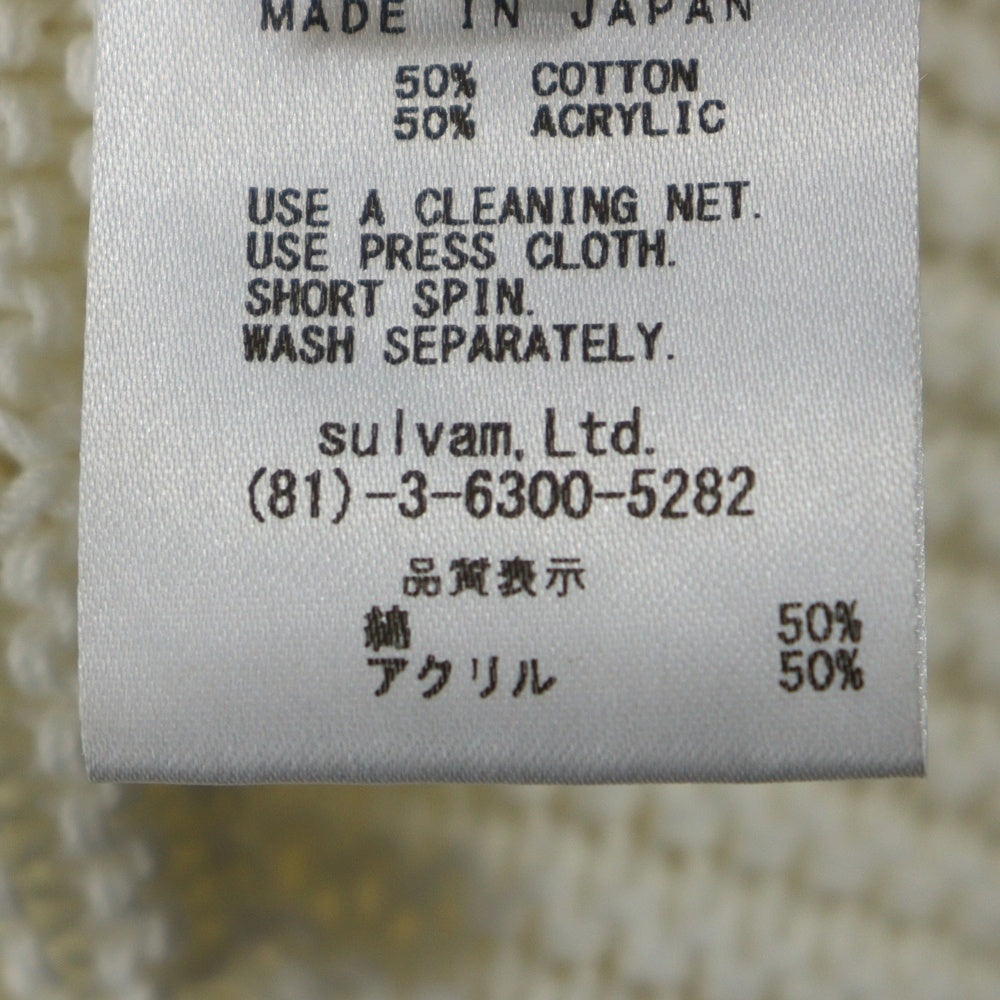 MADE IN JAPAN
50% COTTON
50% ACRYLIC
USE A CLEANING NET.
USE PRESS CLOTH.
SHORT SPIN.
WASH SEPARATELY.
sulvam, Ltd.
(81)-3-6300-5282
品質表示
綿 50%
アクリル 50%